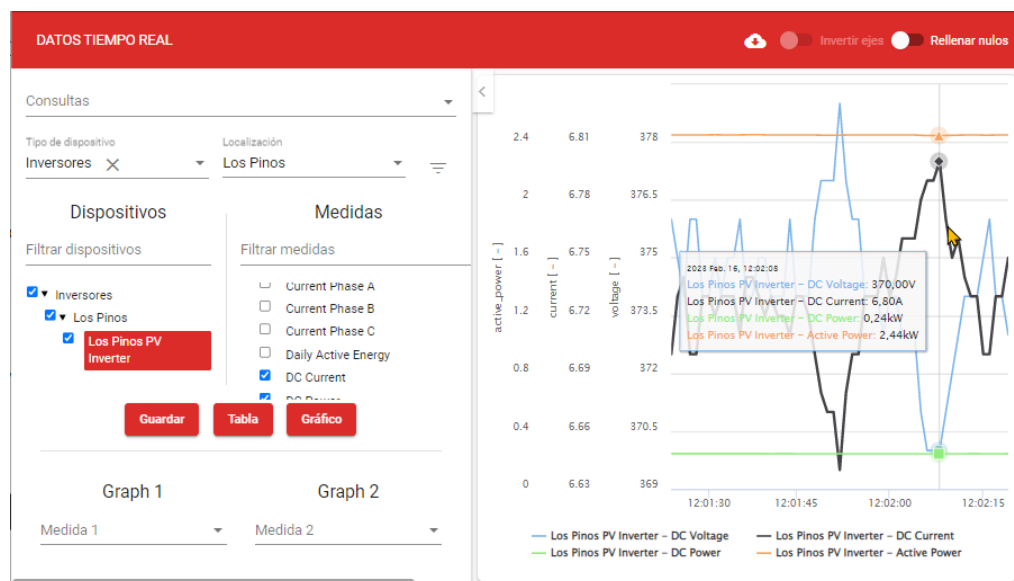 DATOS TIEMPO REAL
Invertir ejes
Rellenar nulos
Consultas
Tipo de dispositivo
Inversores
Localización
Los Pinos
Dispositivos
Medidas
Filtrar dispositivos
Filtrar medidas
Inversores
Los Pinos
Los Pinos PV
Inverter
Current Phase A
Current Phase B
Current Phase C
Daily Active Energy
DC Current
DC Power
Guardar
Tabla
Gráfico
Graph 1
Graph 2
Medida 1
Medida 2
active_power [ - ]
2.4
2
1.6
1.2
0.8
0.4
0
current [ - ]
6.81
6.78
6.75
6.72
6.69
6.66
6.63
voltage [ - ]
378
376.5
375
373.5
372
370.5
369
2023 Feb. 16, 12:02:08
Los Pinos PV Inverter – DC Voltage: 370,00V
Los Pinos PV Inverter – DC Current: 6,80A
Los Pinos PV Inverter – DC Power: 0,24kW
Los Pinos PV Inverter – Active Power: 2,44kW
12:01:30
12:01:45
12:02:00
12:02:15
Los Pinos PV Inverter – DC Voltage
Los Pinos PV Inverter – DC Current
Los Pinos PV Inverter – DC Power
Los Pinos PV Inverter – Active Power